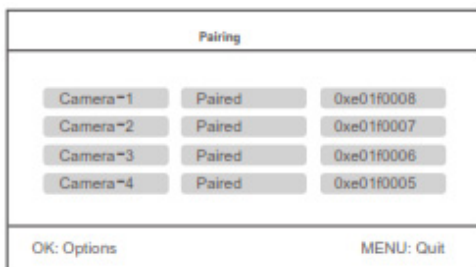 Pairing
Camera-1 Paired 0xe01f0008
Camera-2 Paired 0xe01f0007
Camera-3 Paired 0xe01f0006
Camera-4 Paired 0xe01f0005
OK: Options MENU: Quit